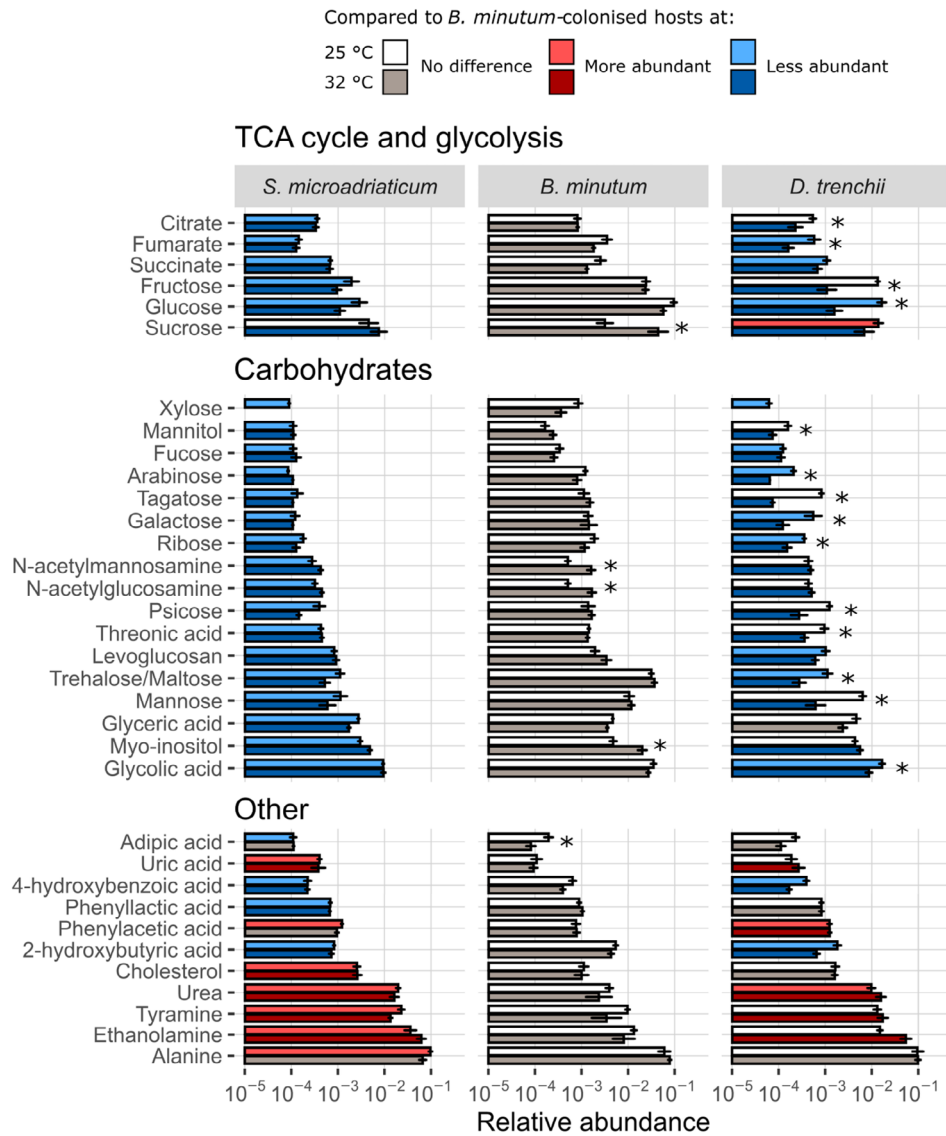 Compared to B. minutum-colonised hosts at:
25 °C No difference More abundant Less abundant
32 °C
TCA cycle and glycolysis
S. microadriaticum B. minutum D. trenchii
Citrate *
Fumarate *
Succinate
Fructose *
Glucose *
Sucrose *
Carbohydrates
Xylose
Mannitol *
Fucose
Arabinose *
Tagatose *
Galactose *
Ribose *
N-acetylmannosamine *
N-acetylglucosamine *
Psicose *
Threonic acid *
Levoglucosan
Trehalose/Maltose *
Mannose *
Glyceric acid
Myo-inositol *
Glycolic acid *
Other
Adipic acid *
Uric acid
4-hydroxybenzoic acid
Phenyllactic acid
Phenylacetic acid
2-hydroxybutyric acid
Cholesterol
Urea
Tyramine
Ethanolamine
Alanine
10⁻⁵ 10⁻⁴ 10⁻³ 10⁻² 10⁻¹ 10⁻⁵ 10⁻⁴ 10⁻³ 10⁻² 10⁻¹ 10⁻⁵ 10⁻⁴ 10⁻³ 10⁻² 10⁻¹
Relative abundance